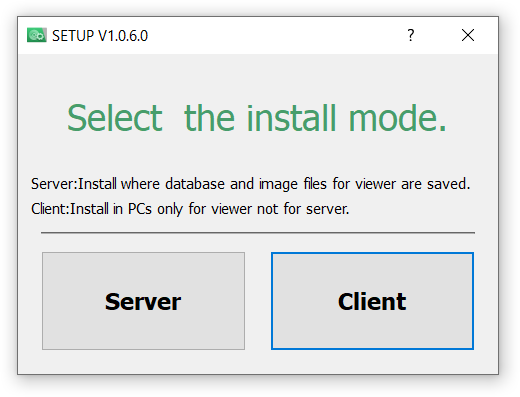 SETUP V1.0.6.0
?
Select the install mode.
Server:Install where database and image files for viewer are saved.
Client:Install in PCs only for viewer not for server.
Server
Client